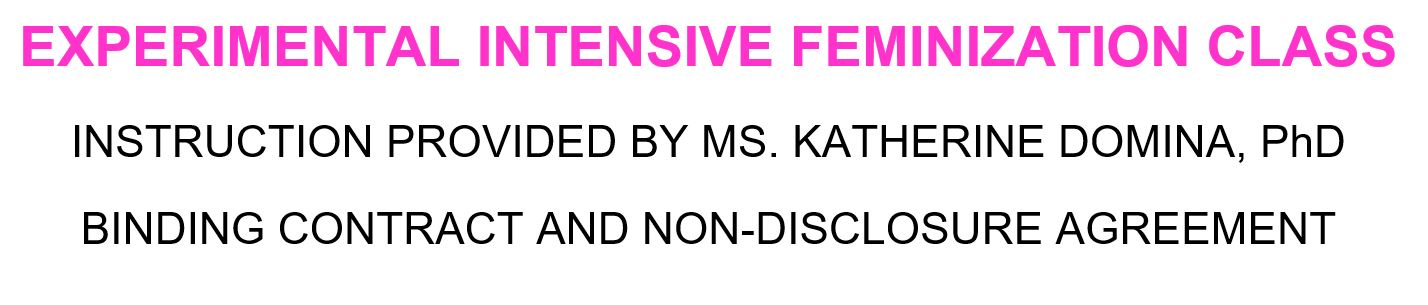 EXPERIMENTAL INTENSIVE FEMINIZATION CLASS
INSTRUCTION PROVIDED BY MS. KATHERINE DOMINA, PhD
BINDING CONTRACT AND NON-DISCLOSURE AGREEMENT